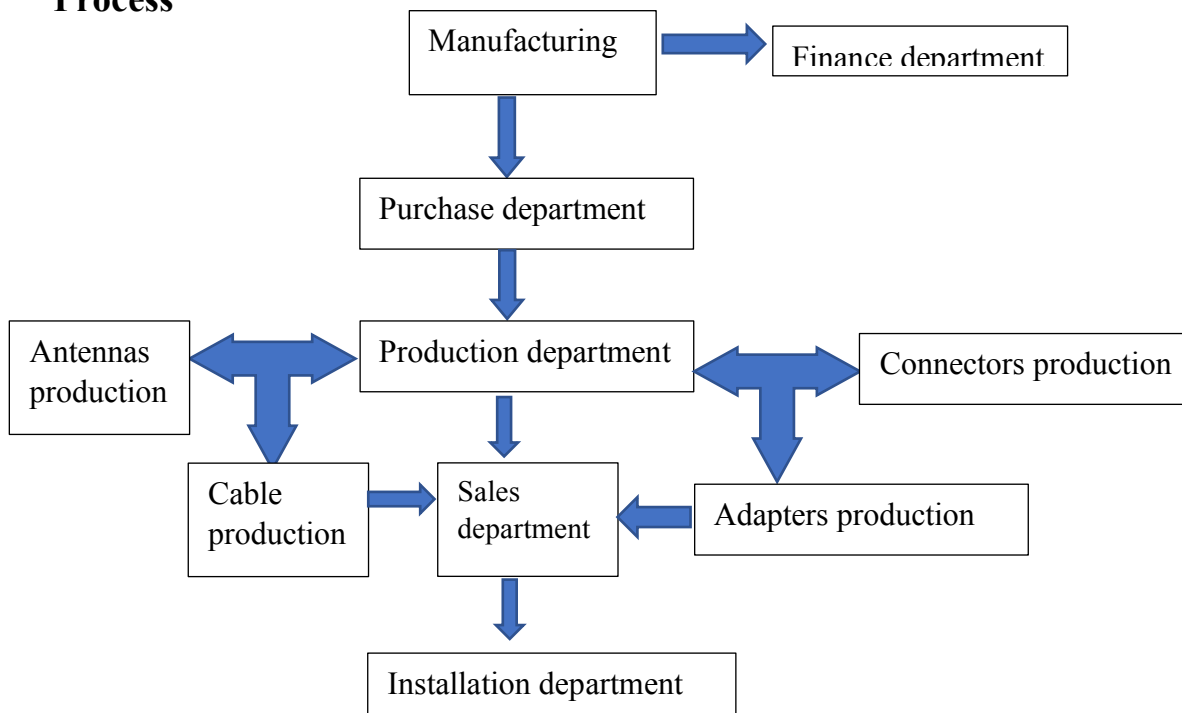 Process
Manufacturing
Finance department
Purchase department
Antennas
production
Production department
Connectors production
Cable
production
Sales
department
Adapters production
Installation department